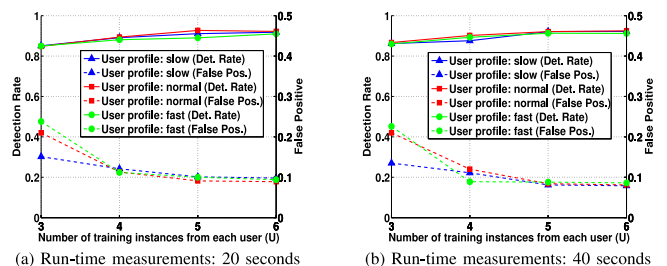 1
0.8
0.6
0.4
0.2
0
Detection Rate
0.5
0.4
0.3
0.2
0.1
0
False Positive
User profile: slow (Det. Rate)
User profile: slow (False Pos.)
User profile: normal (Det. Rate)
User profile: normal (False Pos.)
User profile: fast (Det. Rate)
User profile: fast (False Pos.)
3 4 5 6
Number of training instances from each user (U)
(a) Run-time measurements: 20 seconds
1
0.8
0.6
0.4
0.2
0
Detection Rate
0.5
0.4
0.3
0.2
0.1
0
False Positive
User profile: slow (Det. Rate)
User profile: slow (False Pos.)
User profile: normal (Det. Rate)
User profile: normal (False Pos.)
User profile: fast (Det. Rate)
User profile: fast (False Pos.)
3 4 5 6
Number of training instances from each user (U)
(b) Run-time measurements: 40 seconds